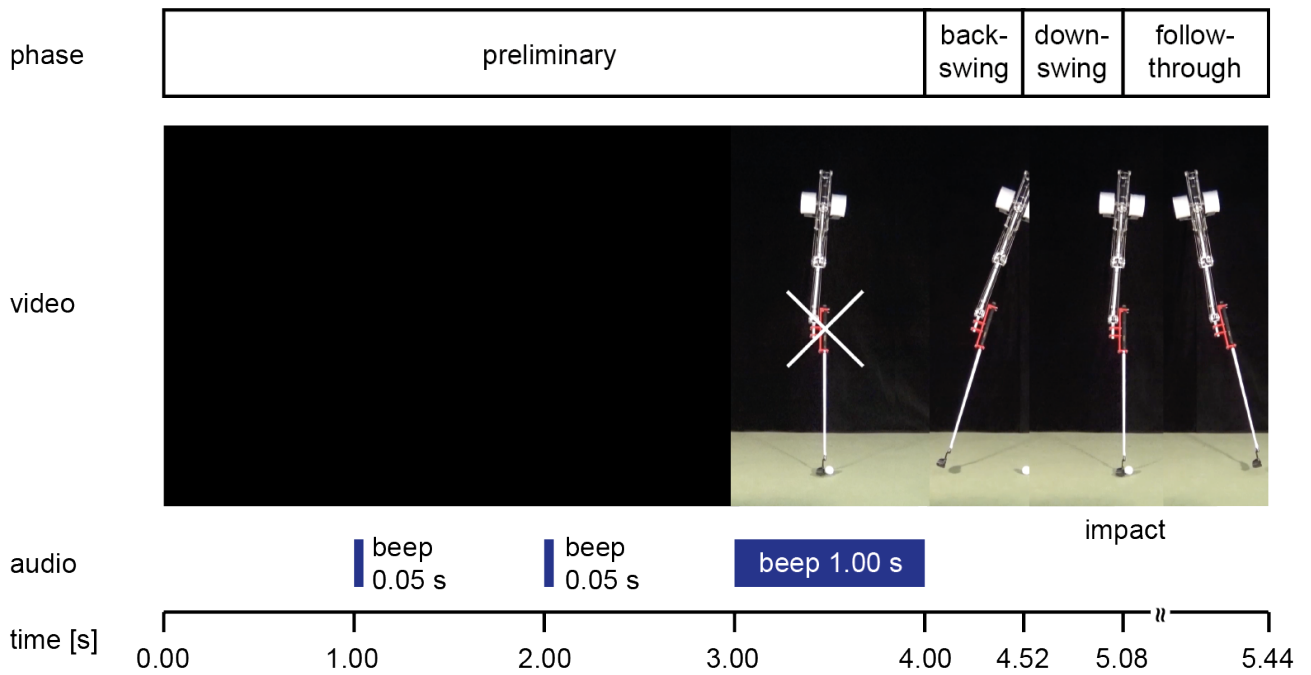 phase
preliminary
back-
swing
down-
swing
follow-
through
video
impact
audio
beep
0.05 s
beep
0.05 s
beep 1.00 s
time [s]
0.00
1.00
2.00
3.00
4.00
4.52
5.08
5.44